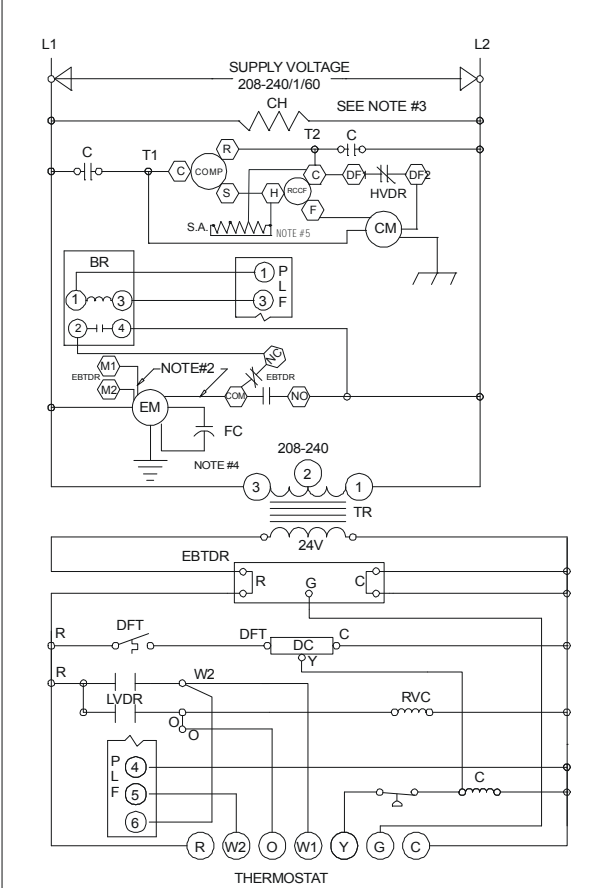 L1 L2
SUPPLY VOLTAGE
208-240/1/60
CH
SEE NOTE #3
C T1 T2 C
R
C COMP C DF1 DF2
RCCF HVDR
S H
F
S.A. NOTE #5 CM
BR
1 P
L
3 F
1 3
2 4
NC
M1 NOTE#2
EBTDR EBTDR
M2 COM NO
EM
FC
NOTE #4
208-240
3 2 1
TR
24V
EBTDR
R G C
R DFT DFT DC C
Y
R W2
LVDR
O RVC
O
P 4
L
F 5
6
C
R W2 O W1 Y G C
THERMOSTAT